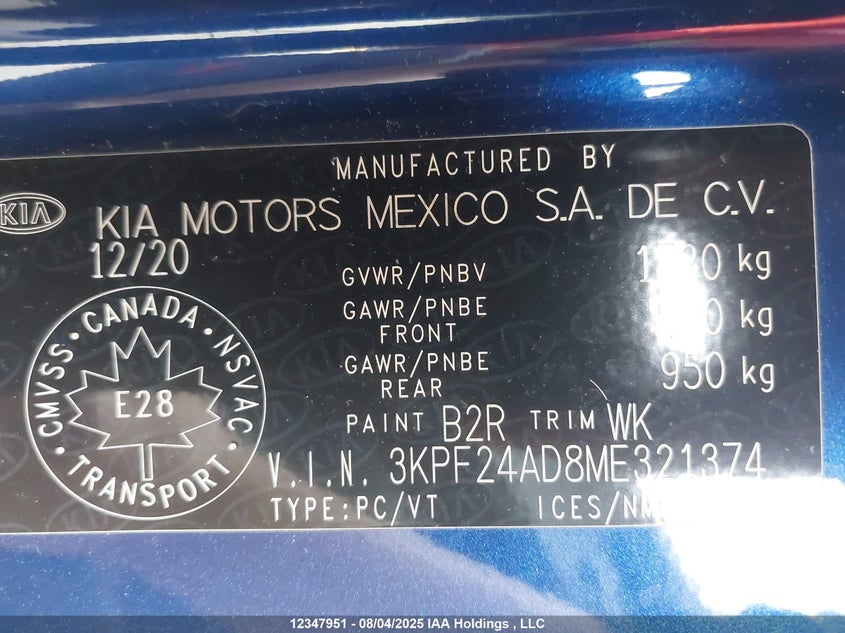 MANUFACTURED BY
KIA
KIA MOTORS MEXICO S.A. DE C.V.
12/20
GVWR/PNBV
kg
GAWR/PNBE
FRONT
kg
GAWR/PNBE
REAR
950 kg
CMVSS · CANADA · NSVAC · TRANSPORT ·
E28
PAINT B2R TRIM WK
V.I.N. 3KPF24AD8ME321374
TYPE:PC/VT ICES/
12347951 - 08/04/2025 IAA Holdings , LLC